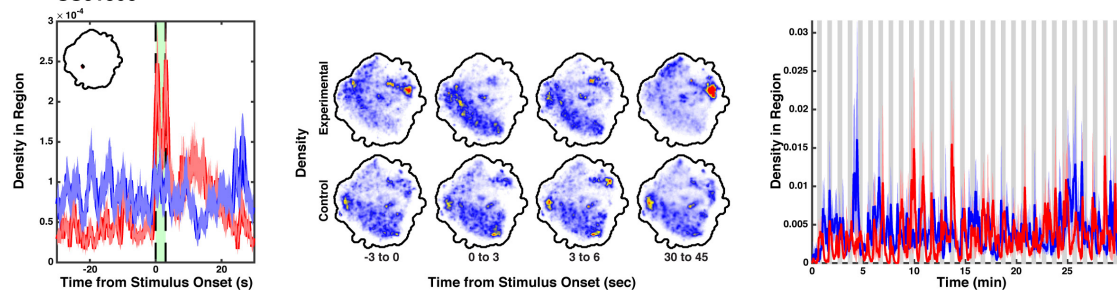 × 10⁻⁴
3
2.5
2
1.5
1
0.5
0
-20
0
20
Density in Region
Time from Stimulus Onset (s)
Density
Experimental
Control
-3 to 0
0 to 3
3 to 6
30 to 45
Time from Stimulus Onset (sec)
Density in Region
0.03
0.025
0.02
0.015
0.01
0.005
0
0
5
10
15
20
25
Time (min)